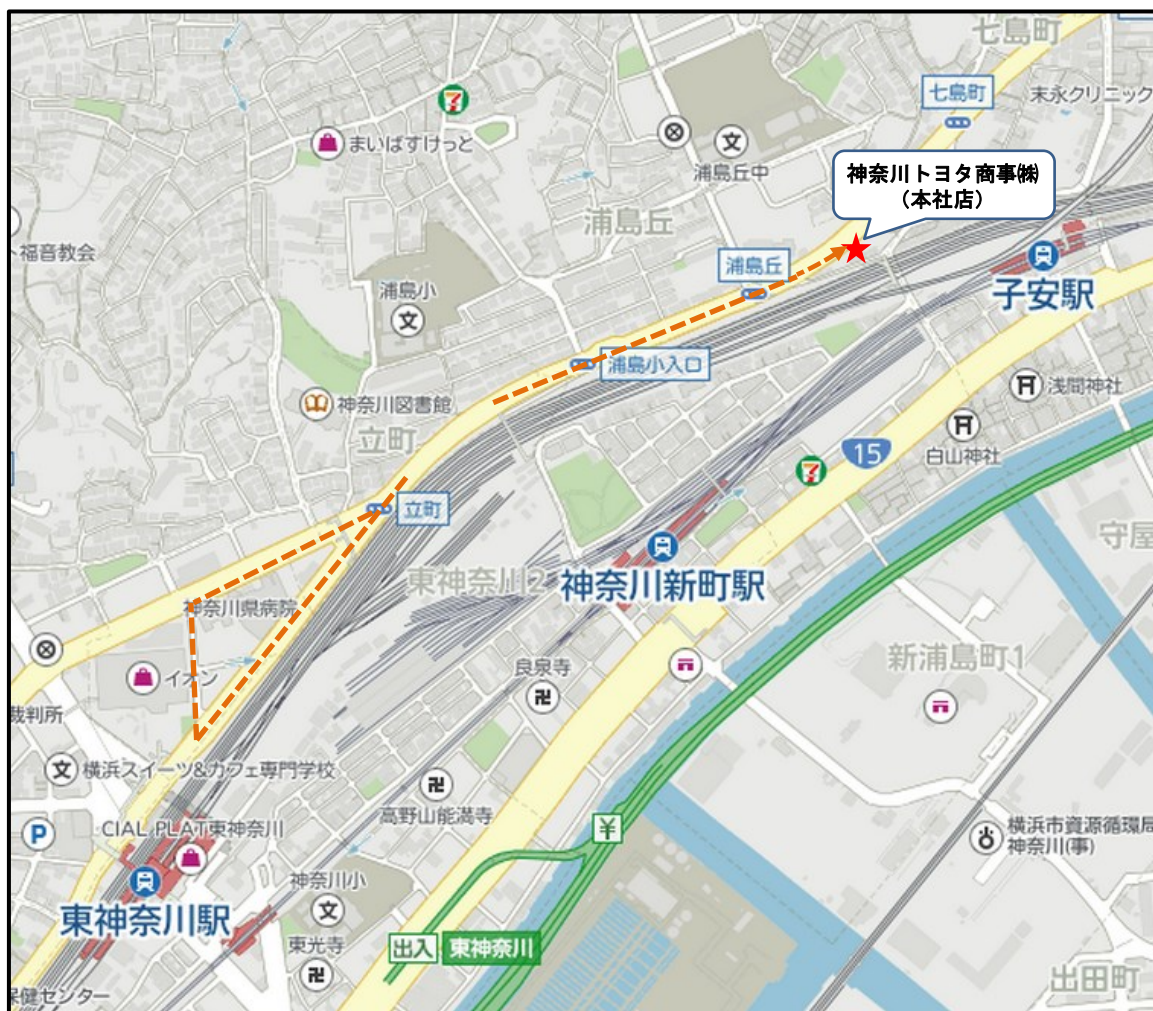 七島町
七島町
末永クリニック
まいばすけっと
浦島丘中
神奈川トヨタ商事㈱
（本社店）
浦島丘
福音教会
浦島丘
浦島小
子安駅
浦島小入口
浅間神社
神奈川図書館
立町
15
白山神社
立町
守屋
東神奈川2
神奈川新町駅
神奈川県病院
良泉寺
新浦島町1
イオン
裁判所
横浜スイーツ&カフェ専門学校
高野山能満寺
CIAL PLAT東神奈川
¥
横浜市資源循環局
神奈川(事)
P
神奈川小
東神奈川駅
東光寺
出入 東神奈川
出田町
保健センター